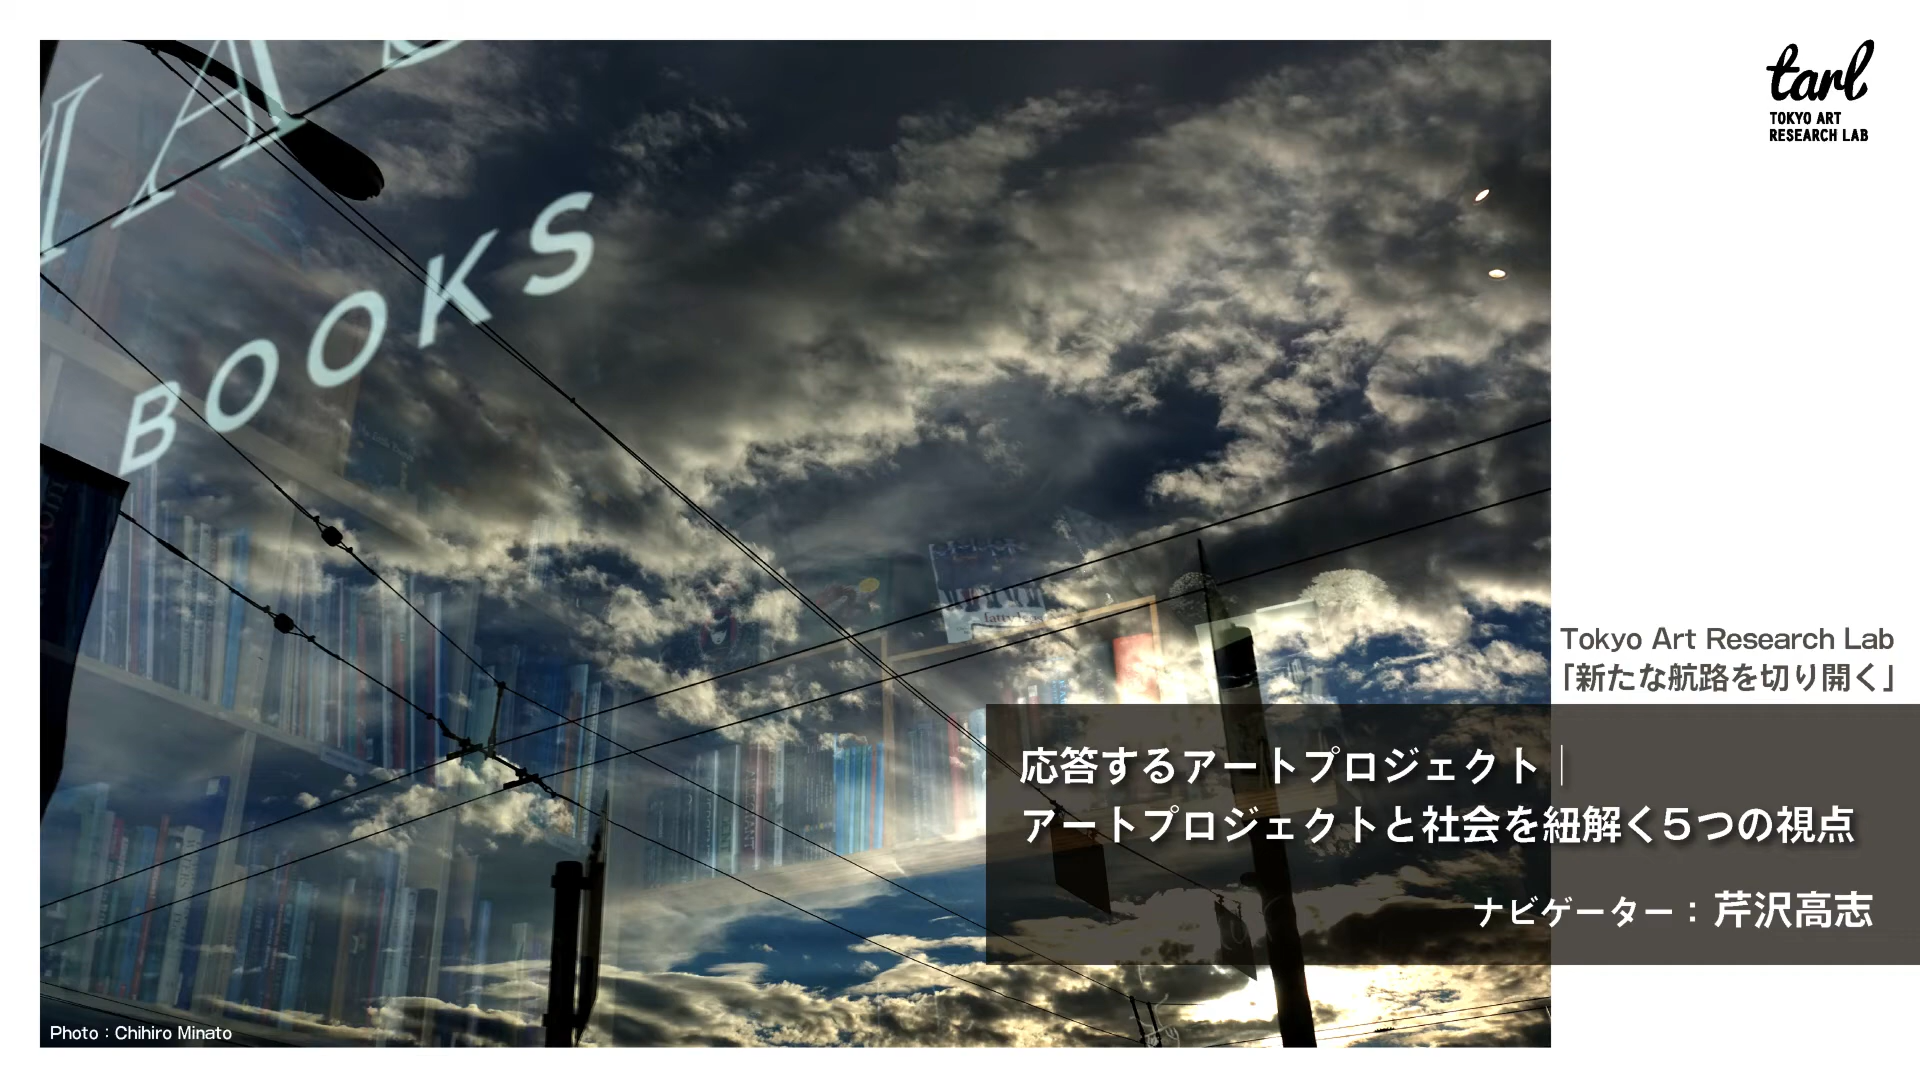 BOOKS
tarl
TOKYO ART
RESEARCH LAB
Tokyo Art Research Lab
「新たな航路を切り開く」
応答するアートプロジェクト｜
アートプロジェクトと社会を紐解く5つの視点
ナビゲーター：芹沢高志
Photo：Chihiro Minato